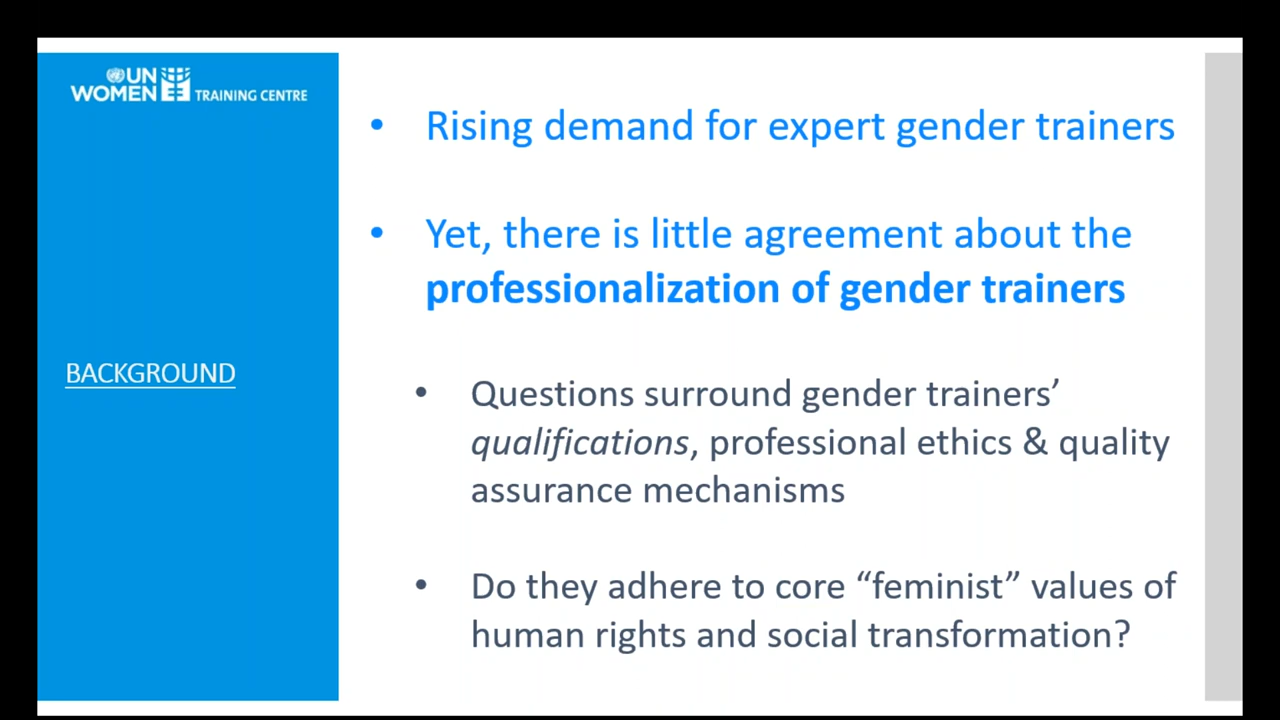 UN
WOMEN TRAINING CENTRE
BACKGROUND
• Rising demand for expert gender trainers
• Yet, there is little agreement about the
professionalization of gender trainers
• Questions surround gender trainers’
qualifications, professional ethics & quality
assurance mechanisms
• Do they adhere to core “feminist” values of
human rights and social transformation?